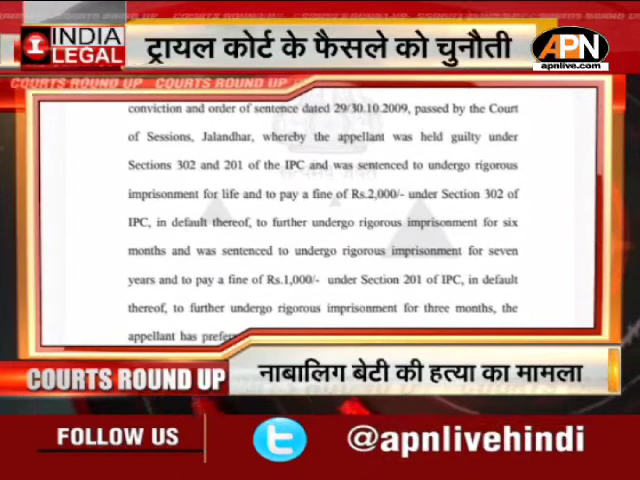 INDIA
LEGAL
ट्रायल कोर्ट के फैसले को चुनौती
APN
apnlive.com
COURTS ROUND UP COURTS ROUND UP
conviction and order of sentence dated 29/30.10.2009, passed by the Court
of Sessions, Jalandhar, whereby the appellant was held guilty under
Sections 302 and 201 of the IPC and was sentenced to undergo rigorous
imprisonment for life and to pay a fine of Rs.2,000/- under Section 302 of
IPC, in default thereof, to further undergo rigorous imprisonment for six
months and was sentenced to undergo rigorous imprisonment for seven
years and to pay a fine of Rs.1,000/- under Section 201 of IPC, in default
thereof, to further undergo rigorous imprisonment for three months, the
appellant has
COURTS ROUND UP
नाबालिग बेटी की हत्या का मामला
FOLLOW US
@apnlivehindi